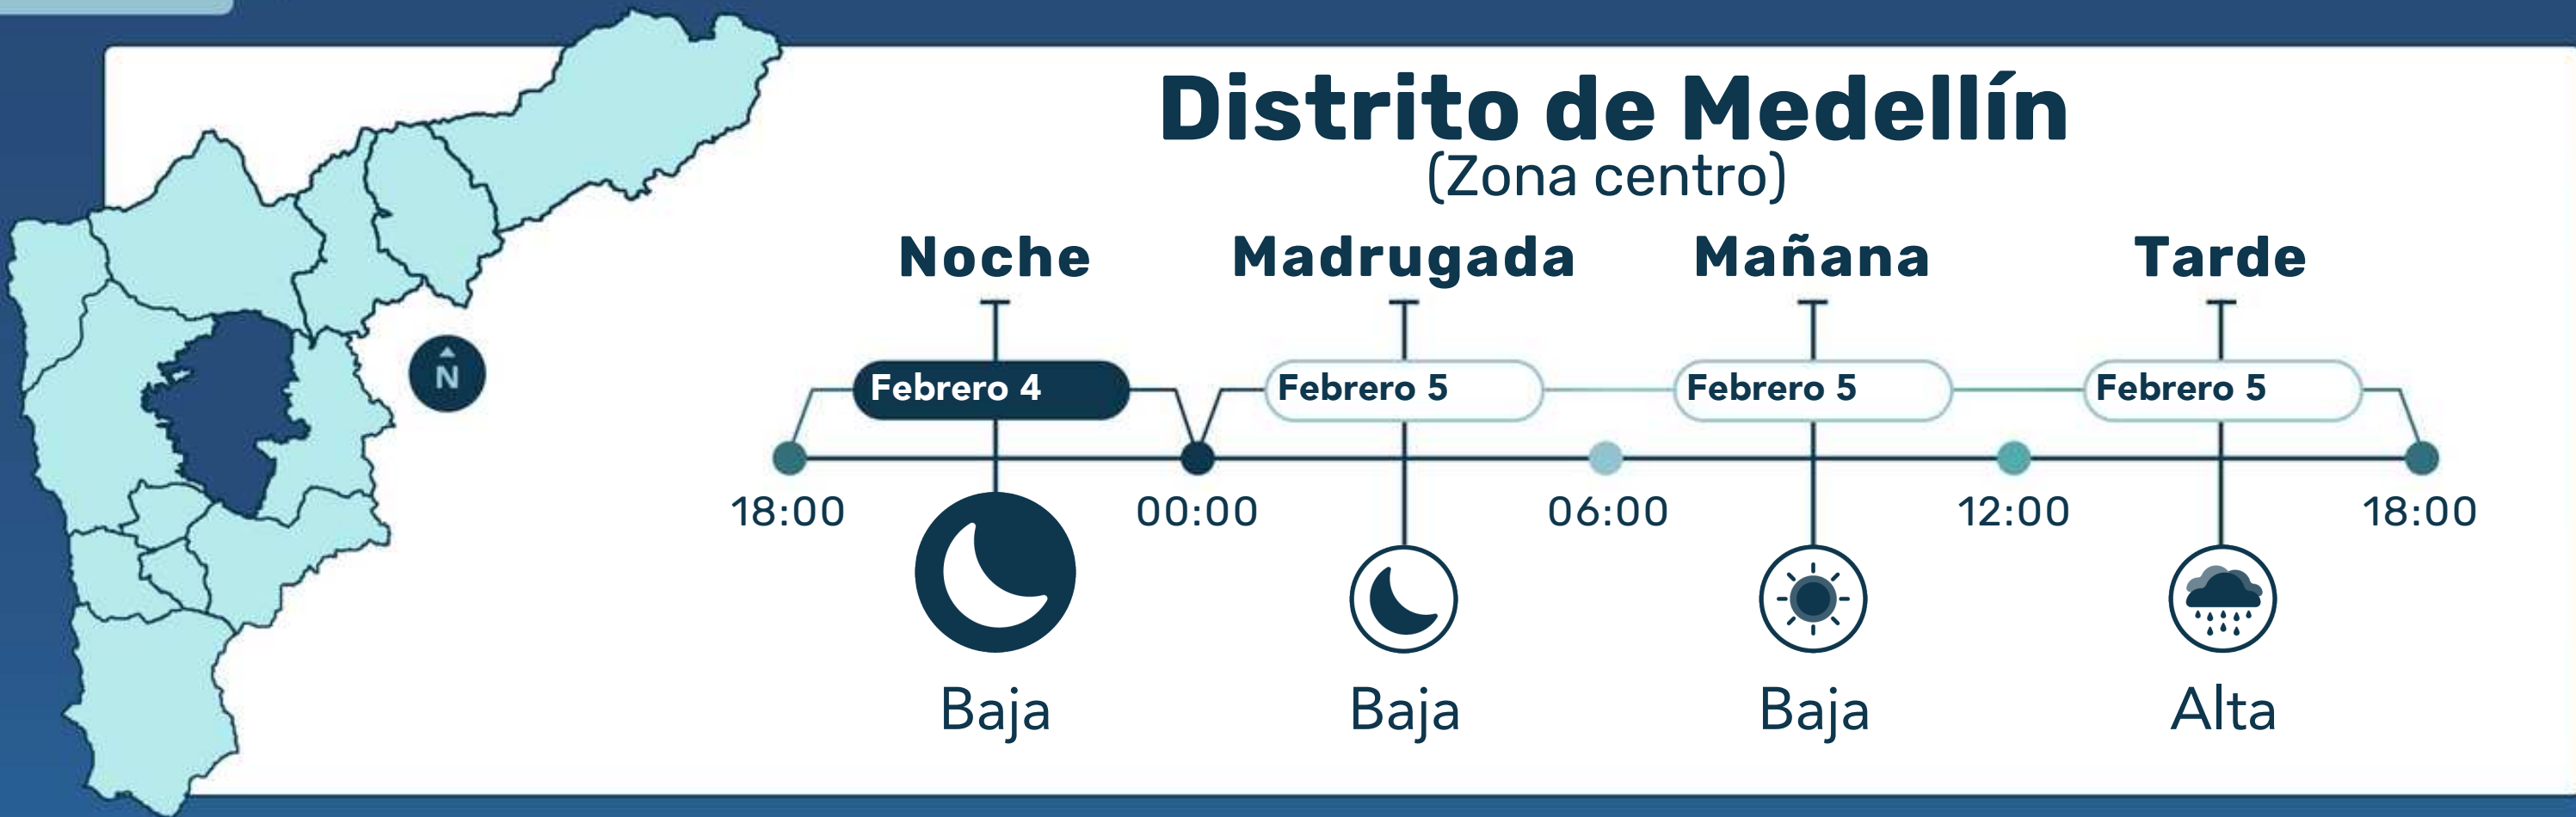 Distrito de Medellín
(Zona centro)
Noche Madrugada Mañana Tarde
Febrero 4 Febrero 5 Febrero 5 Febrero 5
N
18:00 00:00 06:00 12:00 18:00
Baja Baja Baja Alta